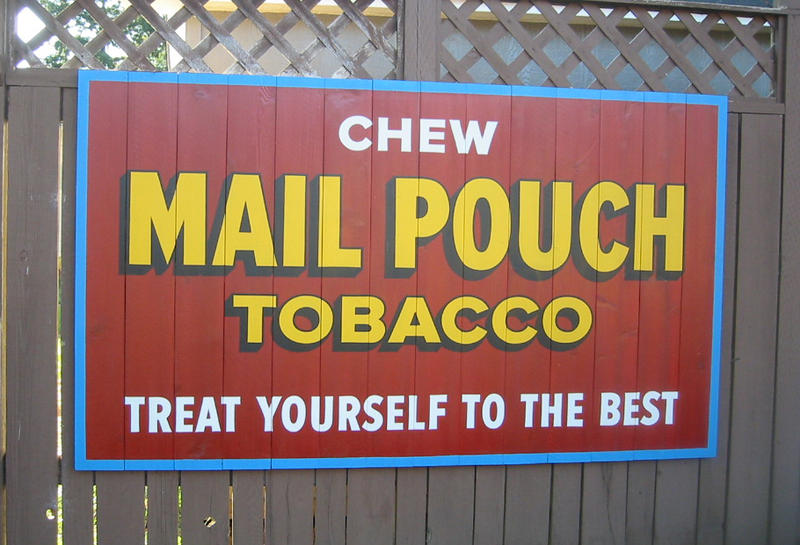 CHEW
MAIL POUCH
TOBACCO
TREAT YOURSELF TO THE BEST